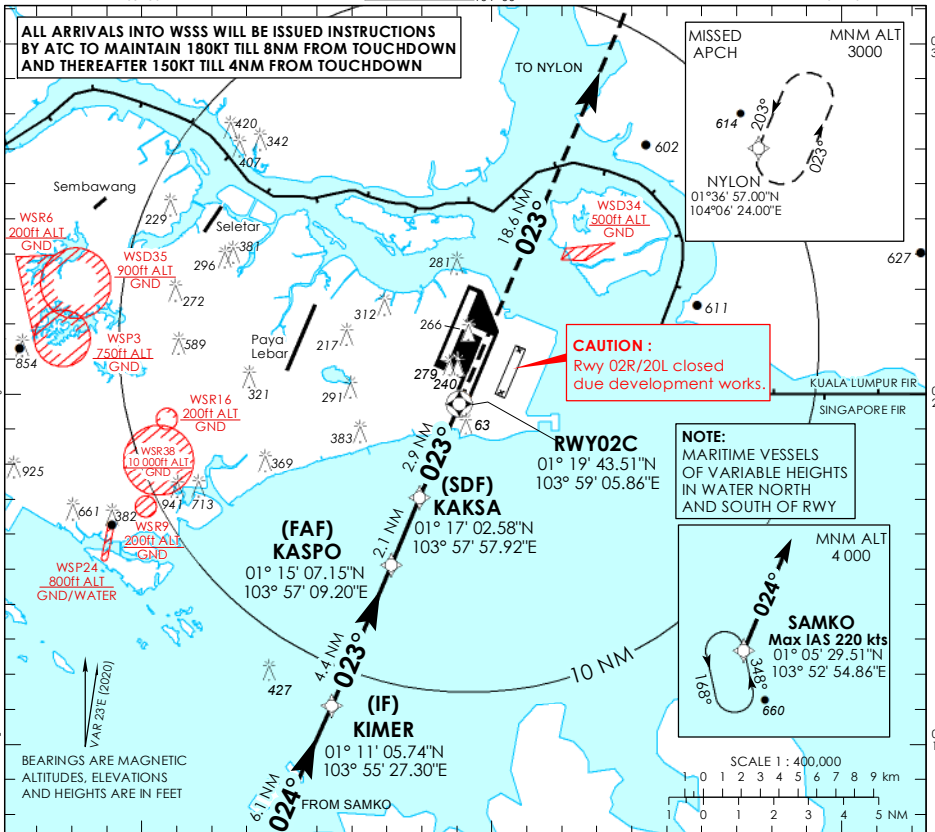 ALL ARRIVALS INTO WSSS WILL BE ISSUED INSTRUCTIONS
BY ATC TO MAINTAIN 180KT TILL 8NM FROM TOUCHDOWN
AND THEREAFTER 150KT TILL 4NM FROM TOUCHDOWN
MISSED
APCH
MNM ALT
3000
614
203°
023°
NYLON
01°36' 57.00"N
104°06' 24.00"E
TO NYLON
602
627
611
420
342
407
Sembawang
229
Seletar
381
296
WSR6
200ft ALT
GND
WSD35
900ft ALT
GND
WSD34
500ft ALT
GND
18.6 NM
023°
281
272
312
266
589
217
Paya
Lebar
WSP3
750ft ALT
GND
854
321
291
279
240
CAUTION :
Rwy 02R/20L closed
due development works.
KUALA LUMPUR FIR
SINGAPORE FIR
WSR16
200ft ALT
GND
63
383
RWY02C
01° 19' 43.51"N
103° 59' 05.86"E
NOTE:
MARITIME VESSELS
OF VARIABLE HEIGHTS
IN WATER NORTH
AND SOUTH OF RWY
WSR38
10 000ft ALT
GND
925
369
2.9 NM
023°
(SDF)
KAKSA
01° 17' 02.58"N
103° 57' 57.92"E
941
713
661
382
WSR9
200ft ALT
GND
(FAF)
KASPO
01° 15' 07.15"N
103° 57' 09.20"E
2.1 NM
WSP24
800ft ALT
GND/WATER
MNM ALT
4 000
024°
SAMKO
Max IAS 220 kts
01° 05' 29.51"N
103° 52' 54.86"E
168°
348°
660
4.4 NM
023°
427
10 NM
(IF)
KIMER
01° 11' 05.74"N
103° 55' 27.30"E
VAR 23'E (2020)
BEARINGS ARE MAGNETIC
ALTITUDES, ELEVATIONS
AND HEIGHTS ARE IN FEET
6.1 NM
024°
FROM SAMKO
SCALE 1 : 400,000
1 0 1 2 3 4 5 6 7 8 9 km
1 0 1 2 3 4 5 NM